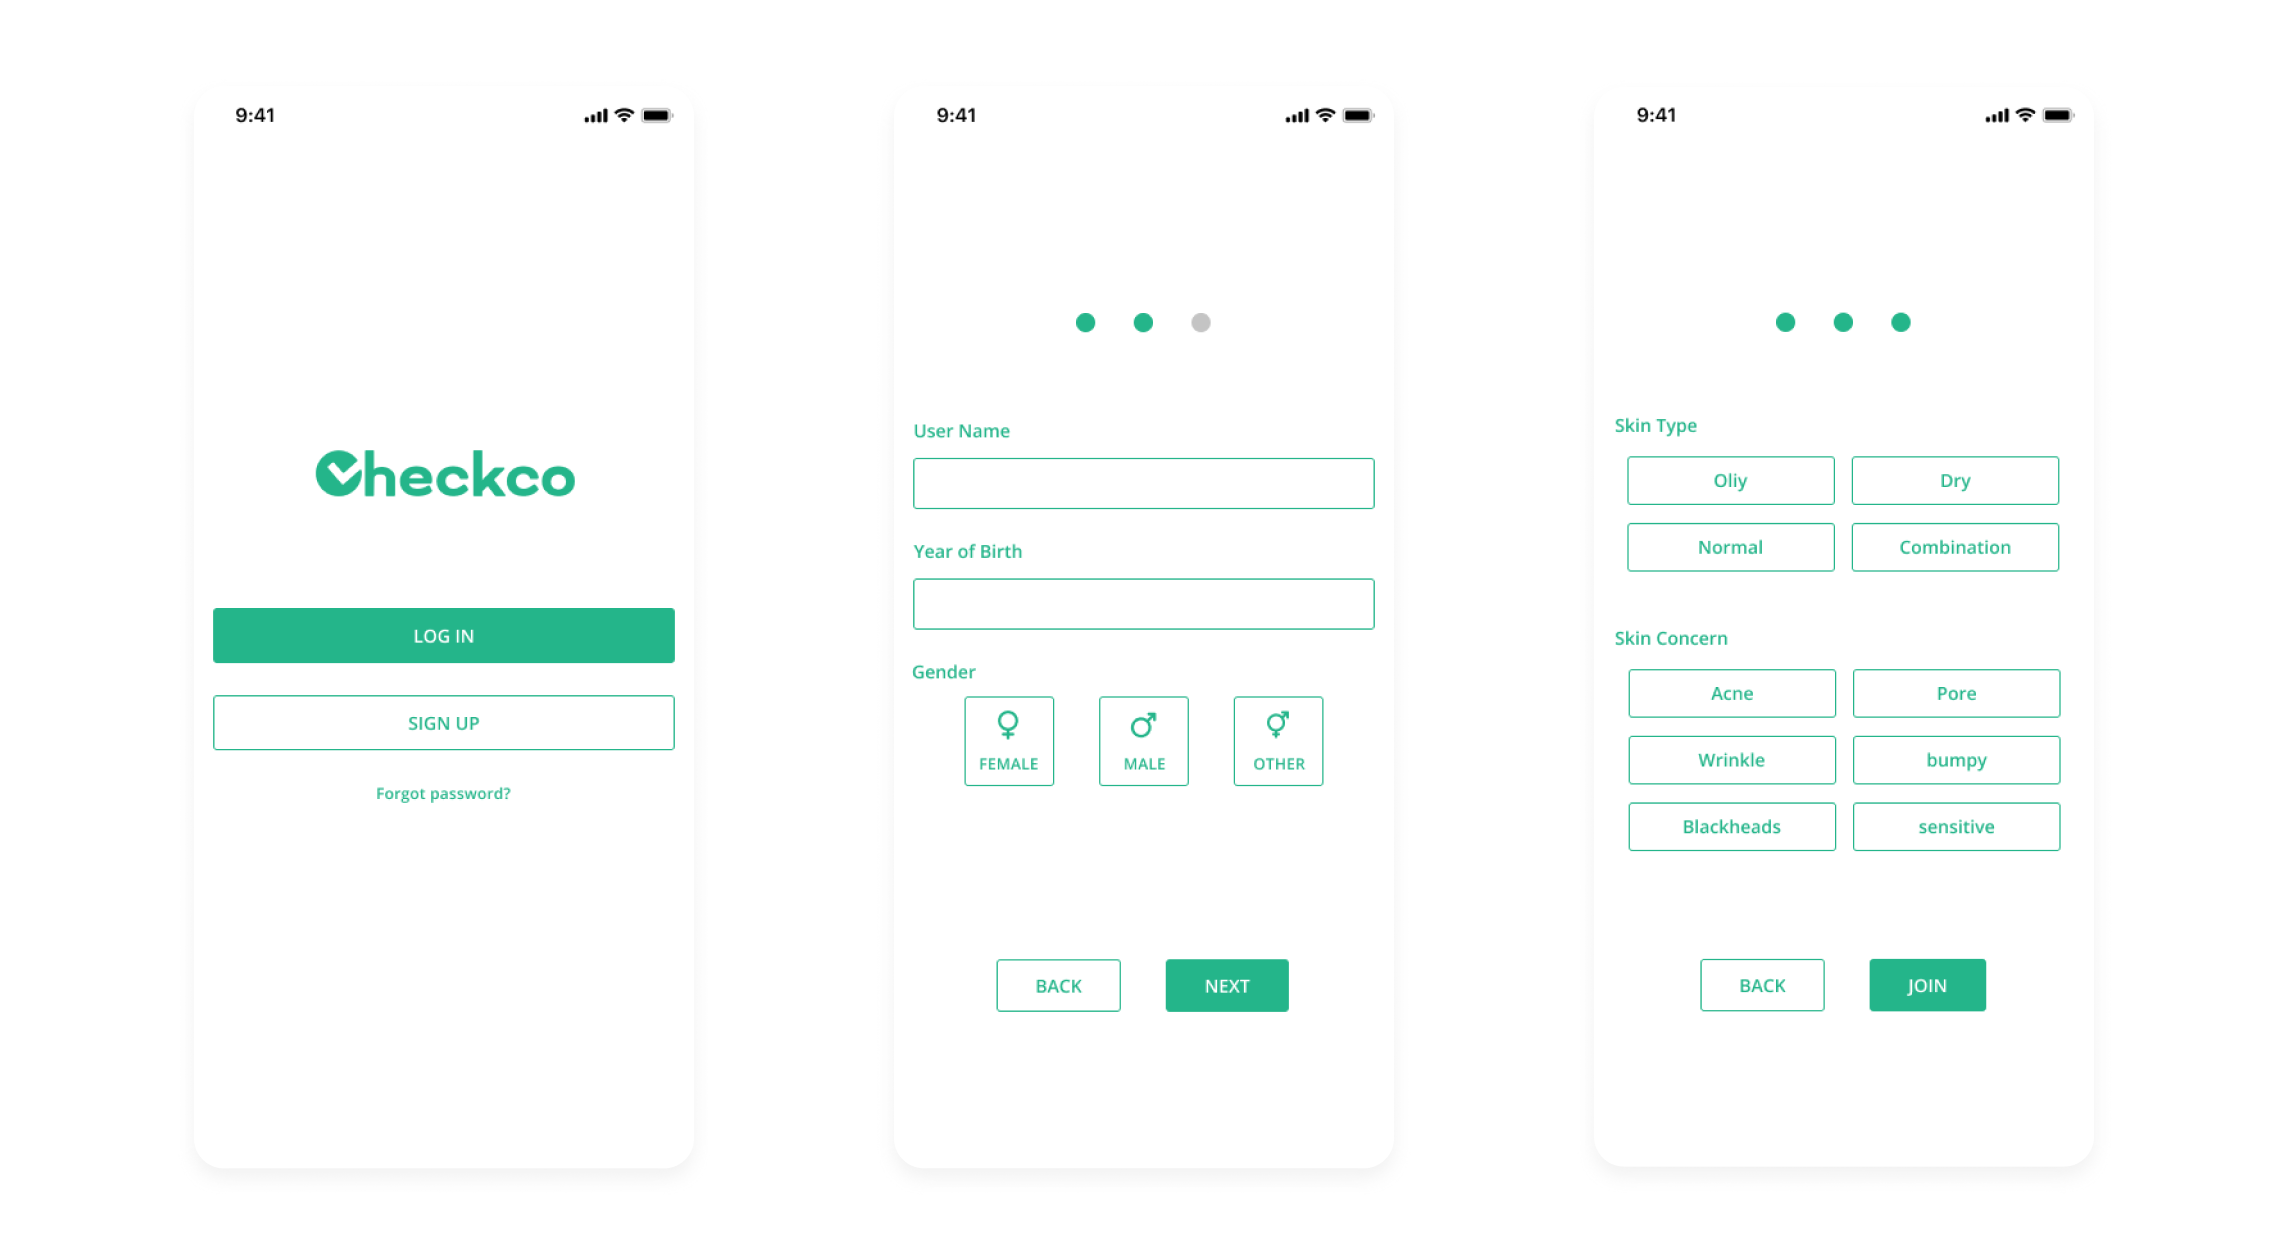 9:41
Checkco
LOG IN
SIGN UP
Forgot password?
9:41
User Name
Year of Birth
Gender
FEMALE MALE OTHER
BACK NEXT
9:41
Skin Type
Oliy Dry
Normal Combination
Skin Concern
Acne Pore
Wrinkle bumpy
Blackheads sensitive
BACK JOIN